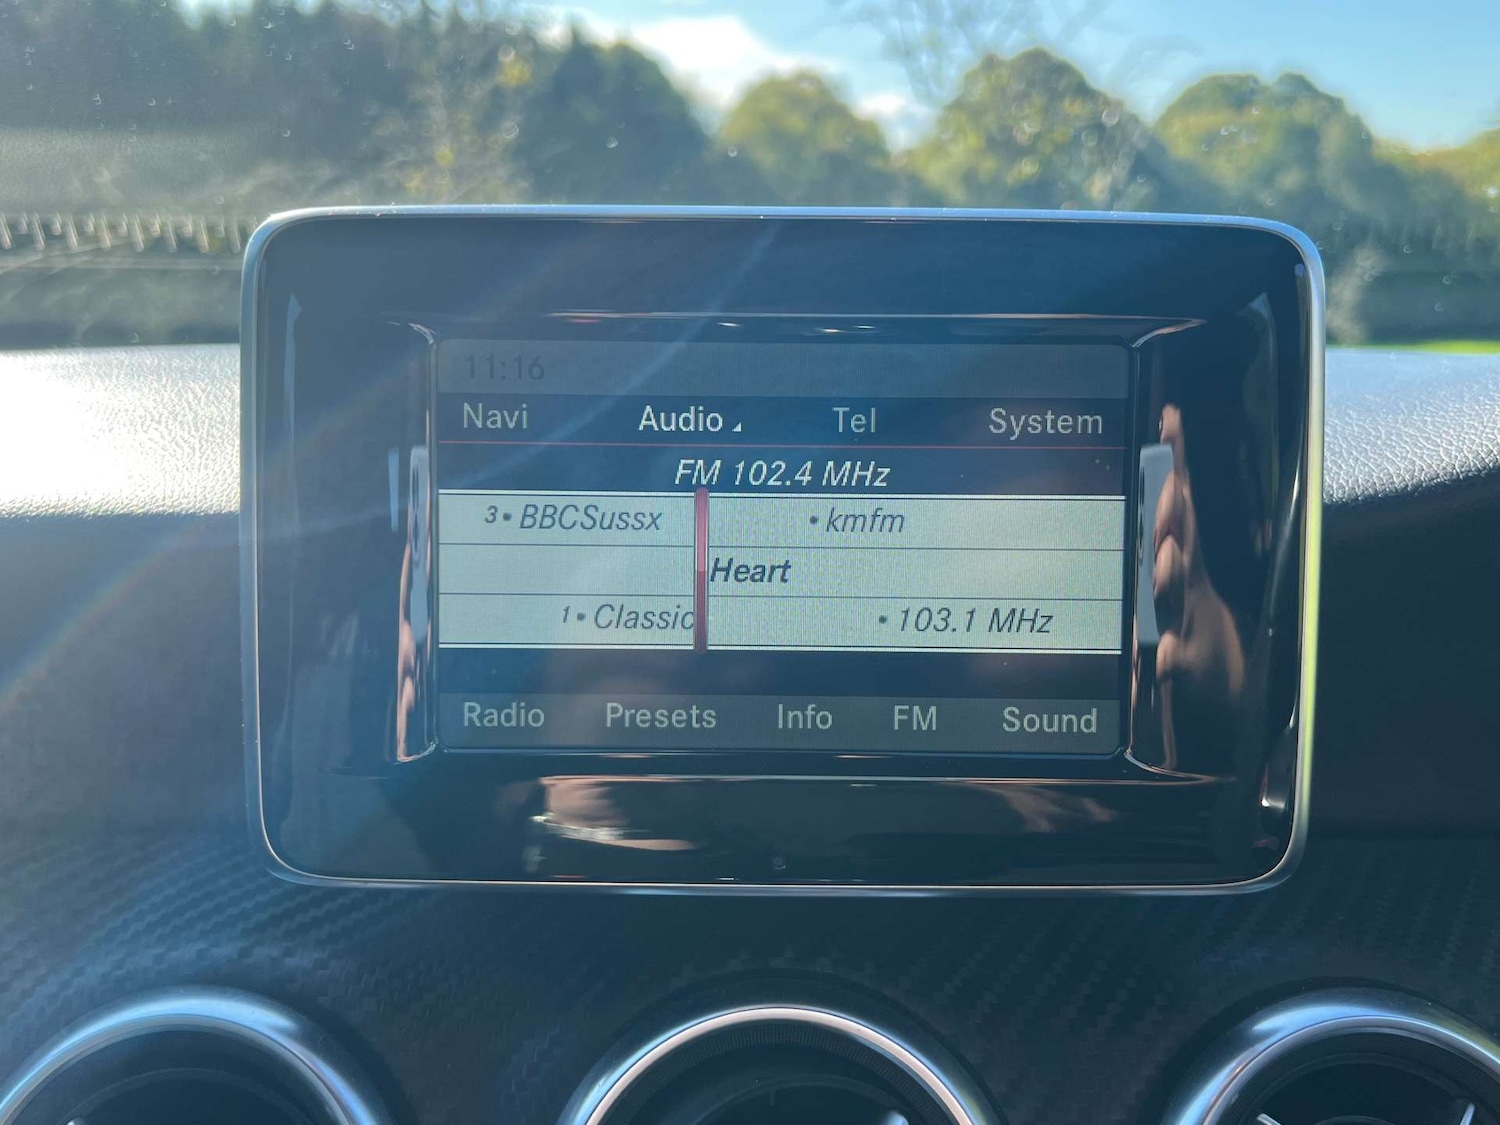 11:16
Navi Audio Tel System
FM 102.4 MHz
3• BBCSussx • kmfm
Heart
1• Classic • 103.1 MHz
Radio Presets Info FM Sound